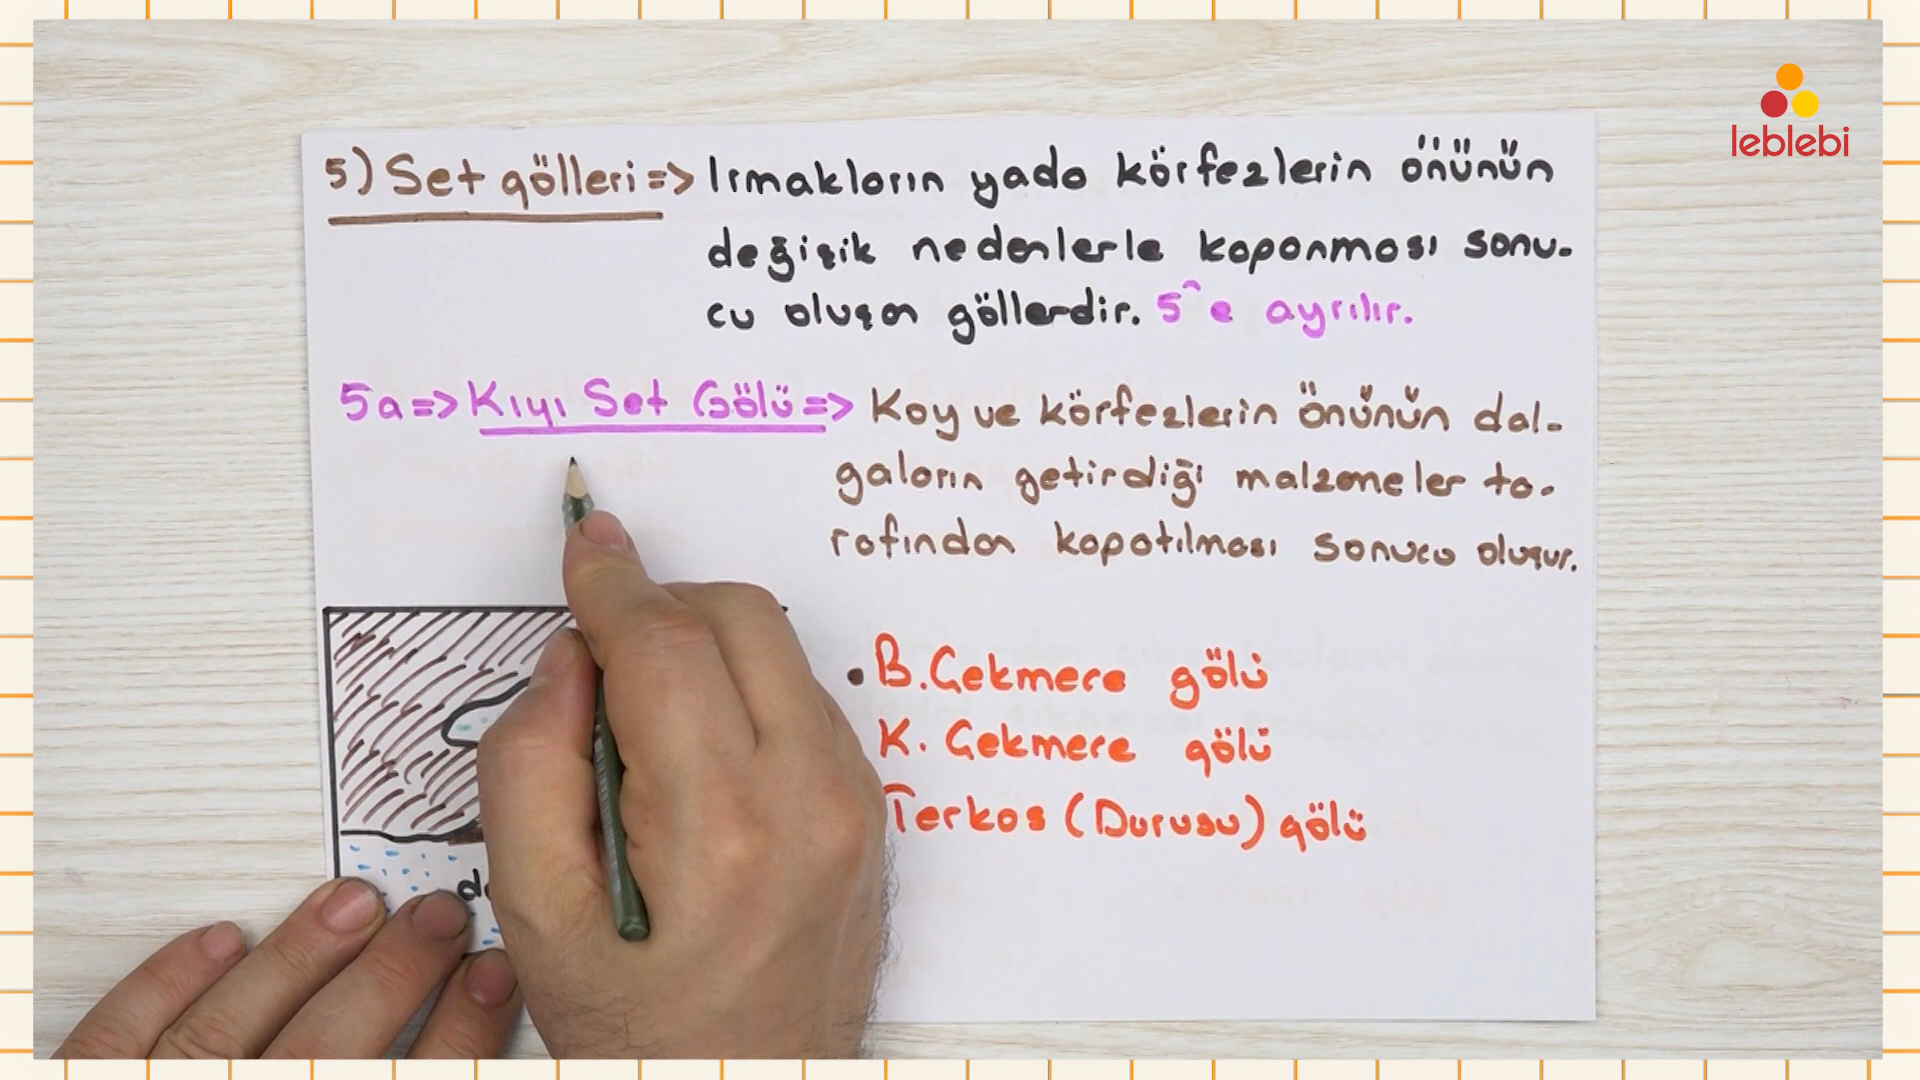 leblebi
5) Set gölleri => Irmakların yada körfezlerin önünün
değişik nedenlerle kapanması sonu-
cu oluşan göllerdir. 5^e ayrılır.
5a => Kıyı Set Gölü => Koy ve körfezlerin önünün dal-
gaların getirdiği malzemeler ta-
rafından kapatılması sonucu oluşur.
• B. Çekmece gölü
K. Çekmece gölü
Terkos (Durusu) gölü